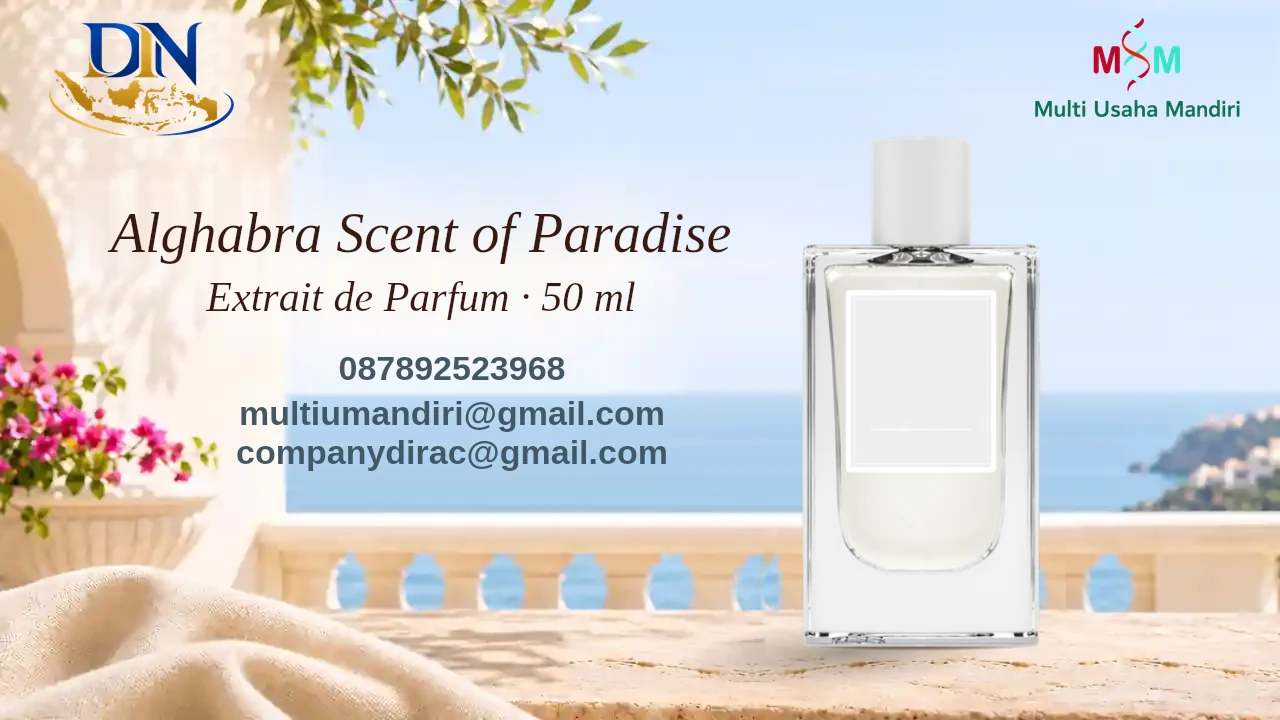 DIN
M M
Multi Usaha Mandiri
Alghabra Scent of Paradise
Extrait de Parfum · 50 ml
087892523968
multiumandiri@gmail.com
companydirac@gmail.com